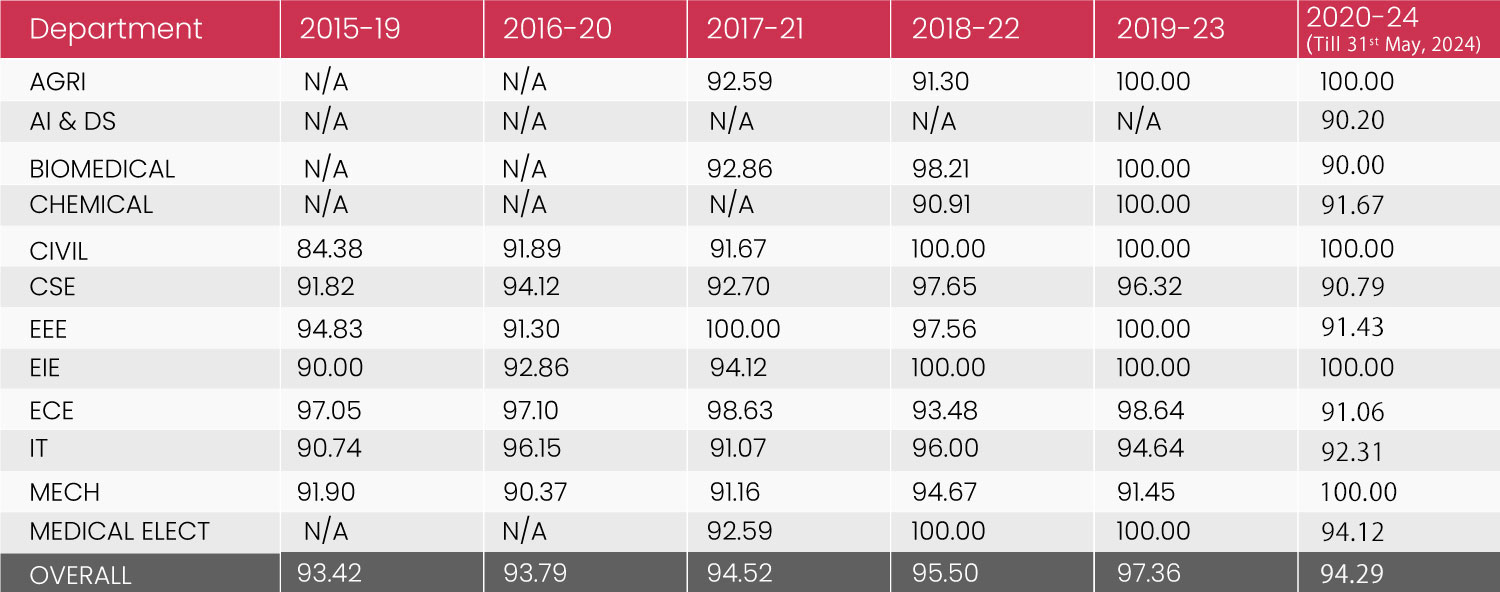 Department 2015-19 2016-20 2017-21 2018-22 2019-23 2020-24
(Till 31st May, 2024)
AGRI N/A N/A 92.59 91.30 100.00 100.00
AI & DS N/A N/A N/A N/A N/A 90.20
BIOMEDICAL N/A N/A 92.86 98.21 100.00 90.00
CHEMICAL N/A N/A N/A 90.91 100.00 91.67
CIVIL 84.38 91.89 91.67 100.00 100.00 100.00
CSE 91.82 94.12 92.70 97.65 96.32 90.79
EEE 94.83 91.30 100.00 97.56 100.00 91.43
EIE 90.00 92.86 94.12 100.00 100.00 100.00
ECE 97.05 97.10 98.63 93.48 98.64 91.06
IT 90.74 96.15 91.07 96.00 94.64 92.31
MECH 91.90 90.37 91.16 94.67 91.45 100.00
MEDICAL ELECT N/A N/A 92.59 100.00 100.00 94.12
OVERALL 93.42 93.79 94.52 95.50 97.36 94.29